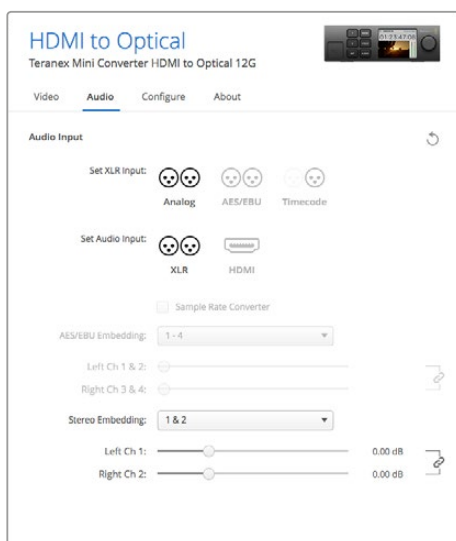 HDMI to Optical
Teranex Mini Converter HDMI to Optical 12G
Video Audio Configure About
Audio Input
Set XLR Input:
Analog AES/EBU Timecode
Set Audio Input:
XLR HDMI
Sample Rate Converter
AES/EBU Embedding: 1 - 4
Left Ch 1 & 2:
Right Ch 3 & 4:
Stereo Embedding: 1 & 2
Left Ch 1: 0.00 dB
Right Ch 2: 0.00 dB